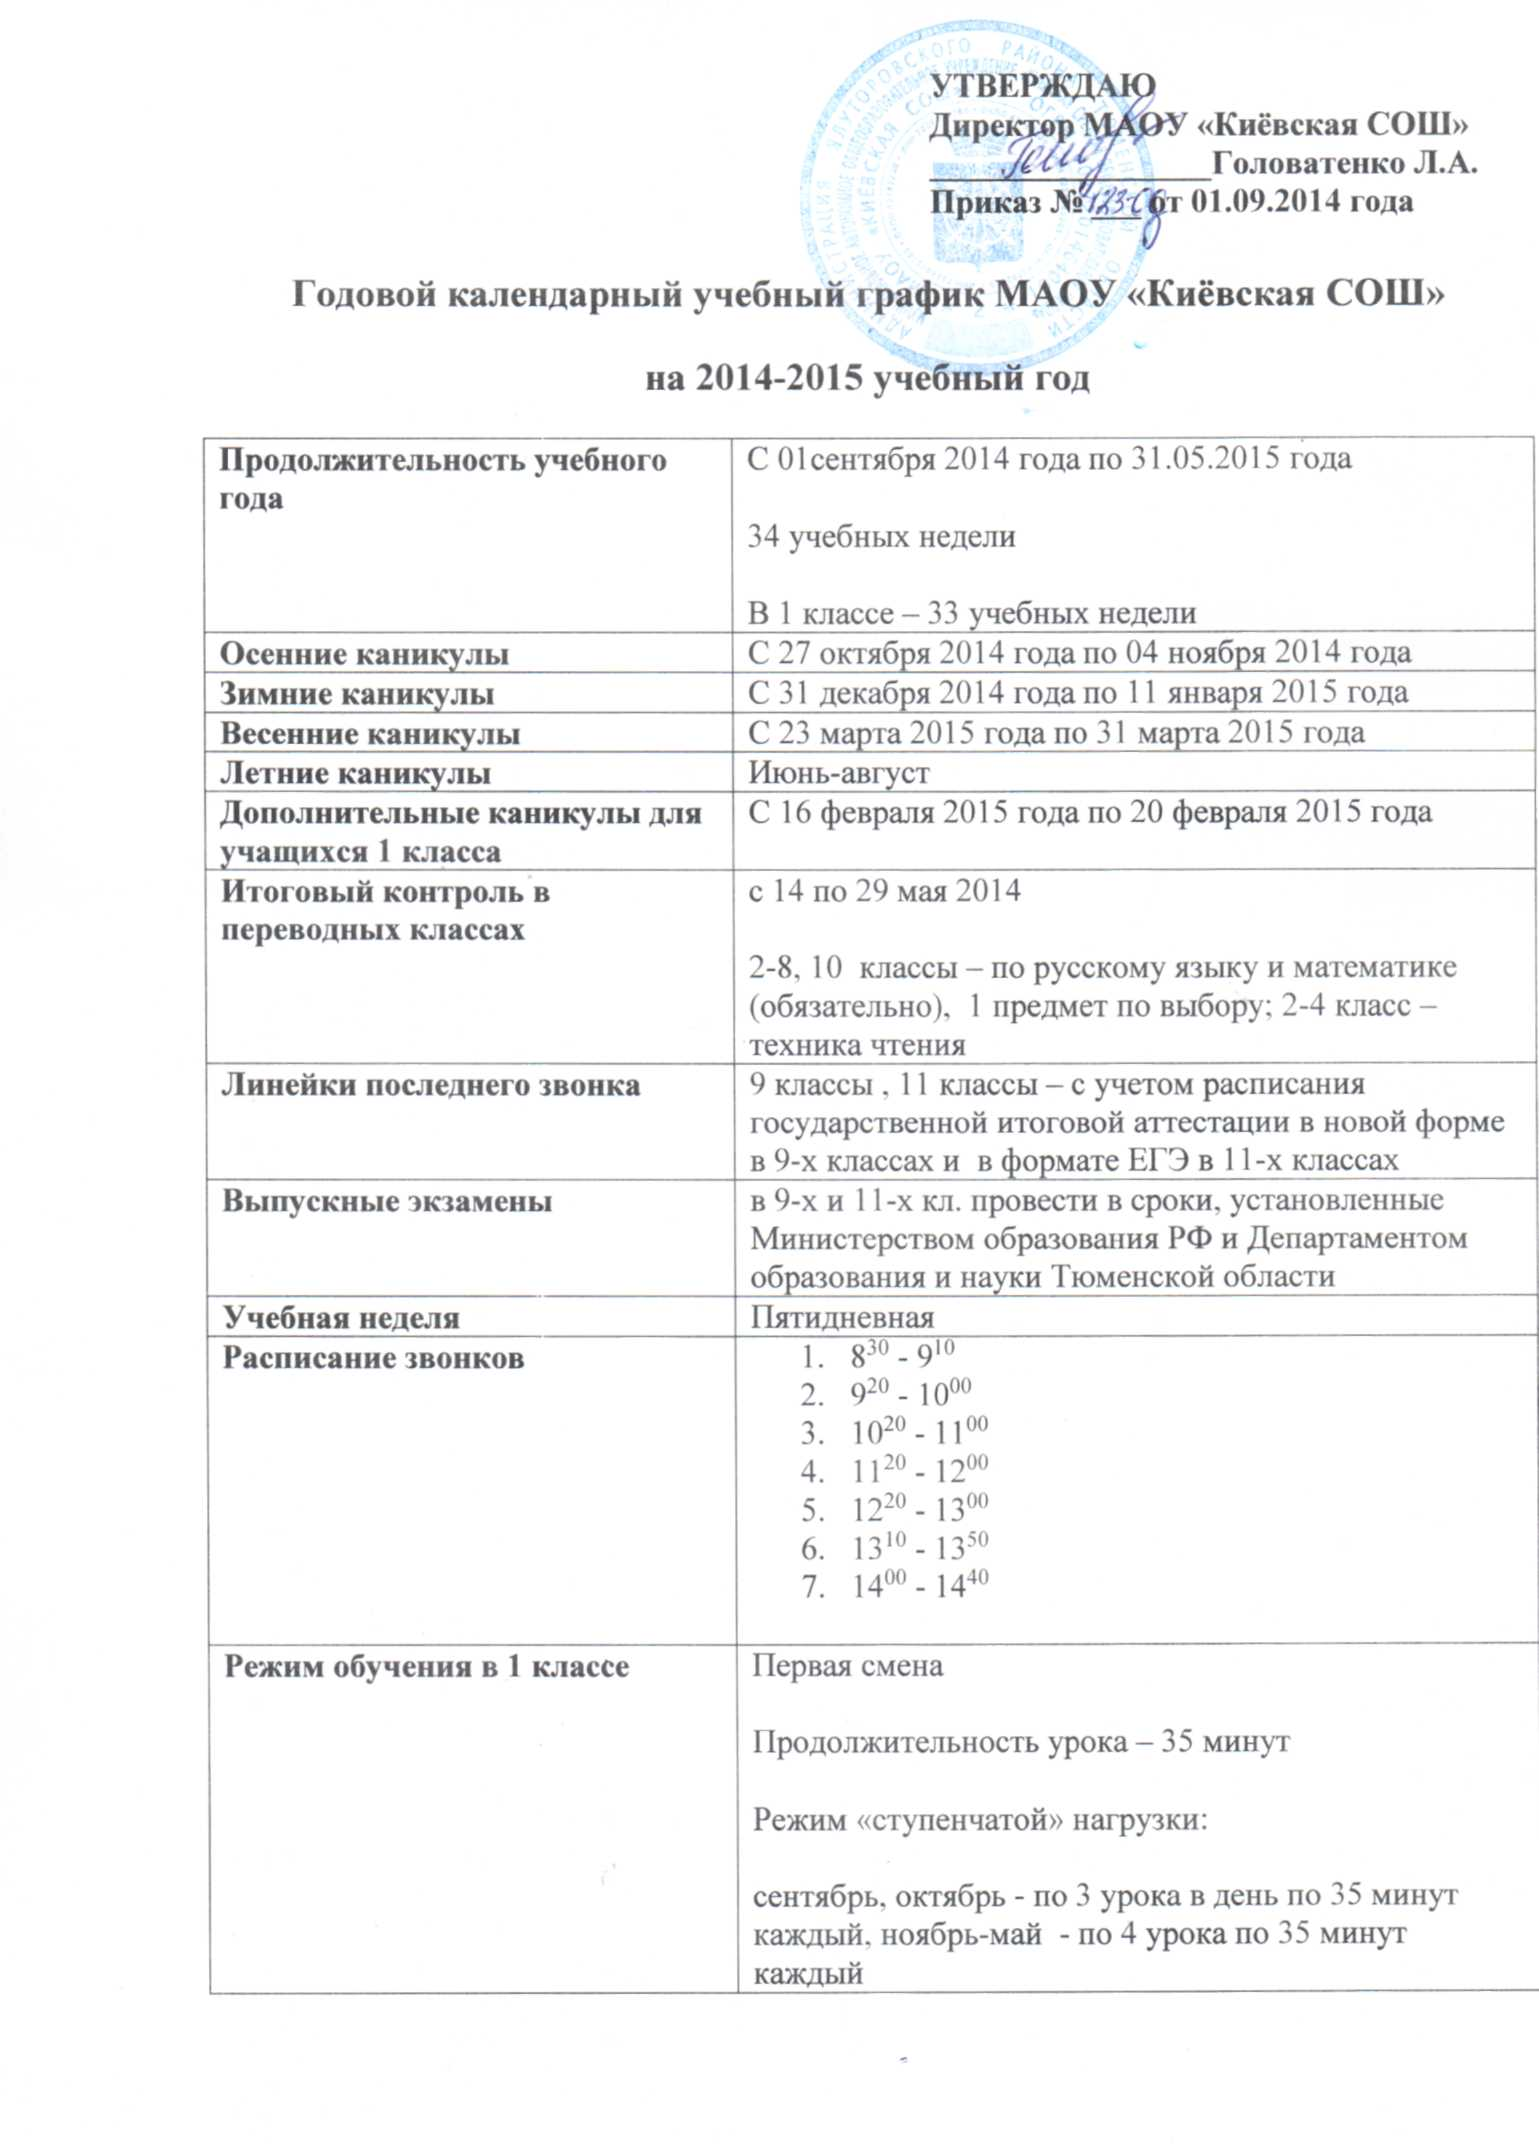 УТВЕРЖДАЮ
Директор МАОУ «Киёвская СОШ»
Головатенко Л.А.
Приказ № от 01.09.2014 года
Годовой календарный учебный график МАОУ «Киёвская СОШ»
на 2014-2015 учебный год
Продолжительность учебного
года
С 01сентября 2014 года по 31.05.2015 года
34 учебных недели
В 1 классе – 33 учебных недели
Осенние каникулы
С 27 октября 2014 года по 04 ноября 2014 года
Зимние каникулы
С 31 декабря 2014 года по 11 января 2015 года
Весенние каникулы
С 23 марта 2015 года по 31 марта 2015 года
Летние каникулы
Июнь-август
Дополнительные каникулы для
учащихся 1 класса
С 16 февраля 2015 года по 20 февраля 2015 года
Итоговый контроль в
переводных классах
с 14 по 29 мая 2014
2-8, 10 классы – по русскому языку и математике
(обязательно), 1 предмет по выбору; 2-4 класс –
техника чтения
Линейки последнего звонка
9 классы , 11 классы – с учетом расписания
государственной итоговой аттестации в новой форме
в 9-х классах и в формате ЕГЭ в 11-х классах
Выпускные экзамены
в 9-х и 11-х кл. провести в сроки, установленные
Министерством образования РФ и Департаментом
образования и науки Тюменской области
Учебная неделя
Пятидневная
Расписание звонков
1. 8³⁰ - 9¹⁰
2. 9²⁰ - 10⁰⁰
3. 10²⁰ - 11⁰⁰
4. 11²⁰ - 12⁰⁰
5. 12²⁰ - 13⁰⁰
6. 13¹⁰ - 13⁵⁰
7. 14⁰⁰ - 14⁴⁰
Режим обучения в 1 классе
Первая смена
Продолжительность урока – 35 минут
Режим «ступенчатой» нагрузки:
сентябрь, октябрь - по 3 урока в день по 35 минут
каждый, ноябрь-май - по 4 урока по 35 минут
каждый